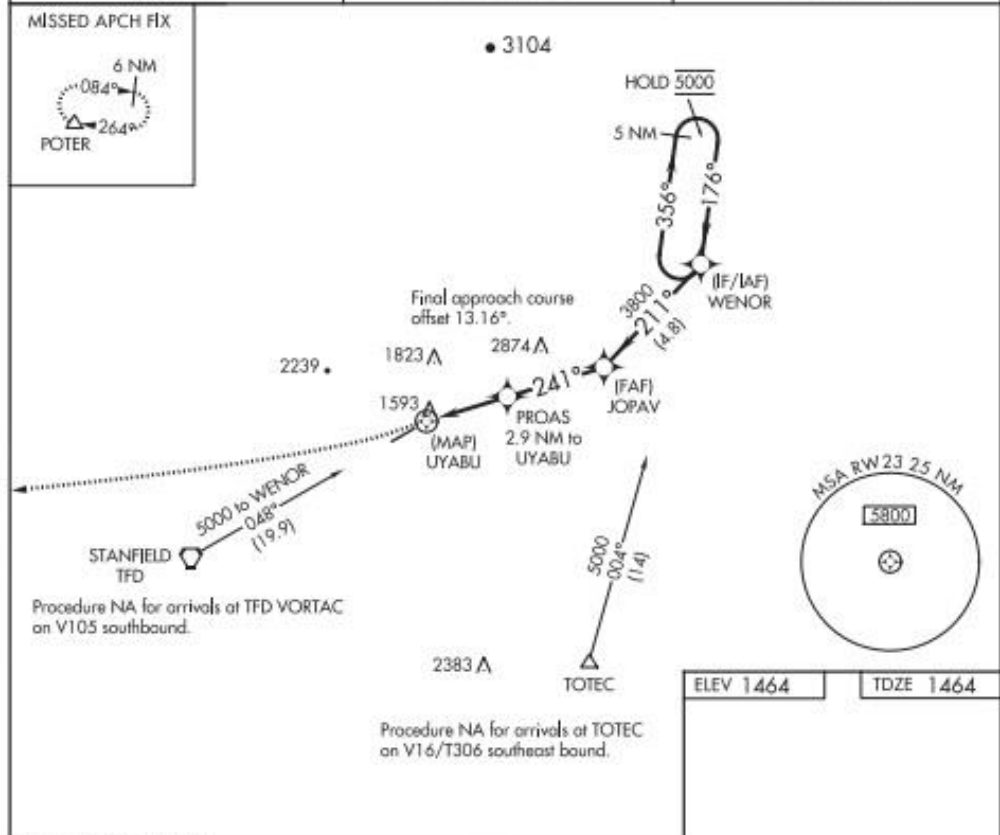 MISSED APCH FIX
6 NM
084°
264°
POTER
3104
HOLD 5000
5 NM
356°
176°
(IF/IAF)
WENOR
3800
211°
(4.8)
Final approach course
offset 13.16°.
2239
1823
2874
1593
241°
(FAF)
JOPAV
PROAS
2.9 NM to
UYABU
(MAP)
UYABU
5000 to WENOR
048°
(19.9)
STANFIELD
TFD
Procedure NA for arrivals at TFD VORTAC
on V105 southbound.
5000
004°
(14)
MSA RW23 25 NM
5800
2383
TOTEC
Procedure NA for arrivals at TOTEC
on V16/T306 southeast bound.
ELEV 1464
TDZE 1464